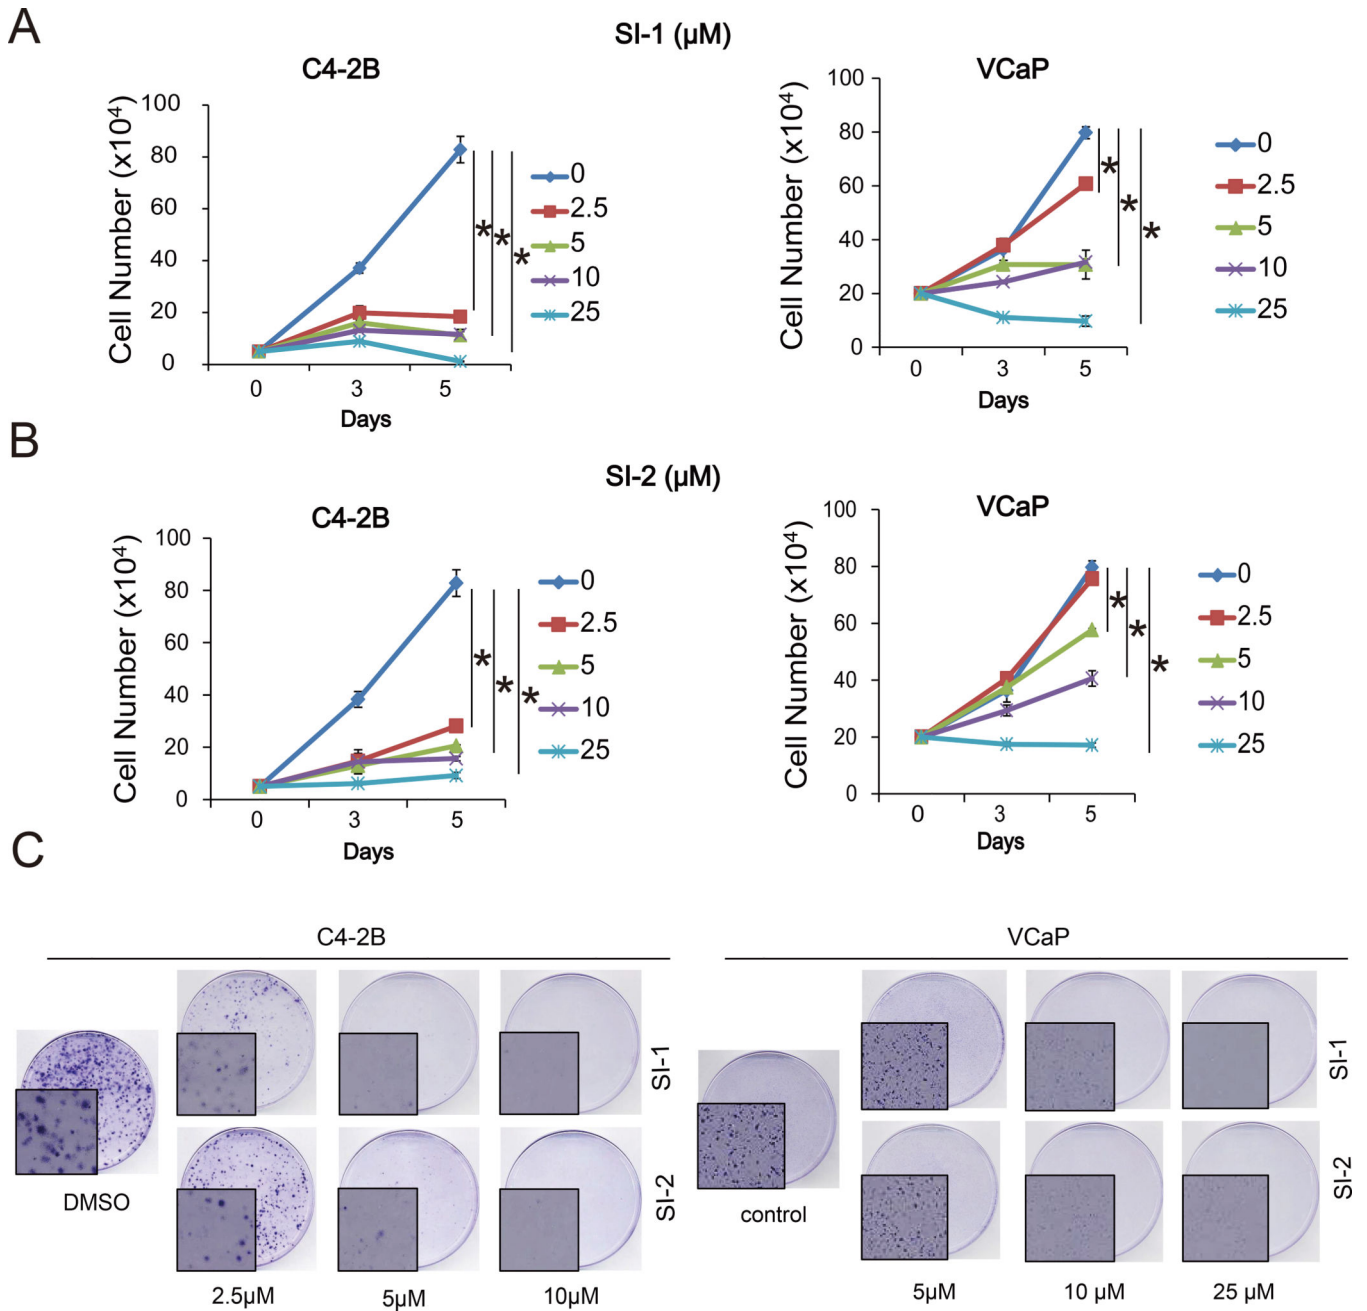 A
SI-1 (µM)
C4-2B
Cell Number (x10⁴)
100
80
60
40
20
0
0 3 5
Days
*
*
*
0
2.5
5
10
25
VCaP
Cell Number (x10⁴)
100
80
60
40
20
0
0 3 5
Days
*
*
*
0
2.5
5
10
25
B
SI-2 (µM)
C4-2B
Cell Number (x10⁴)
100
80
60
40
20
0
0 3 5
Days
*
*
*
0
2.5
5
10
25
VCaP
Cell Number (x10⁴)
100
80
60
40
20
0
0 3 5
Days
*
*
*
0
2.5
5
10
25
C
C4-2B
DMSO
SI-1
SI-2
2.5µM 5µM 10µM
VCaP
control
SI-1
SI-2
5µM 10 µM 25 µM